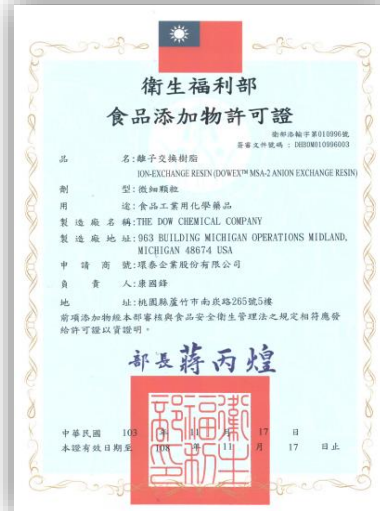 衛生福利部
食品添加物許可證
衛部添輸字第010996號
簽審文件號碼：DHB0M010996003
品名：離子交換樹脂
ION-EXCHANGE RESIN (DOWEX™ MSA-2 ANION EXCHANGE RESIN)
劑型：微細顆粒
用途：食品工業用化學藥品
製造廠名稱：THE DOW CHEMICAL COMPANY
製造廠地址：963 BUILDING MICHIGAN OPERATIONS MIDLAND,
MICHIGAN 48674 USA
申請商號：環泰企業股份有限公司
負責人：康國鋒
地址：桃園縣蘆竹市南崁路265號5樓
前項添加物經本部審核與食品安全衛生管理法之規定相符應發
給許可證以資證明。
部長 蔣丙煌
中華民國 103 年 11 月 17 日
本證有效日期至 108 年 11 月 17 日止
衛生福利部印